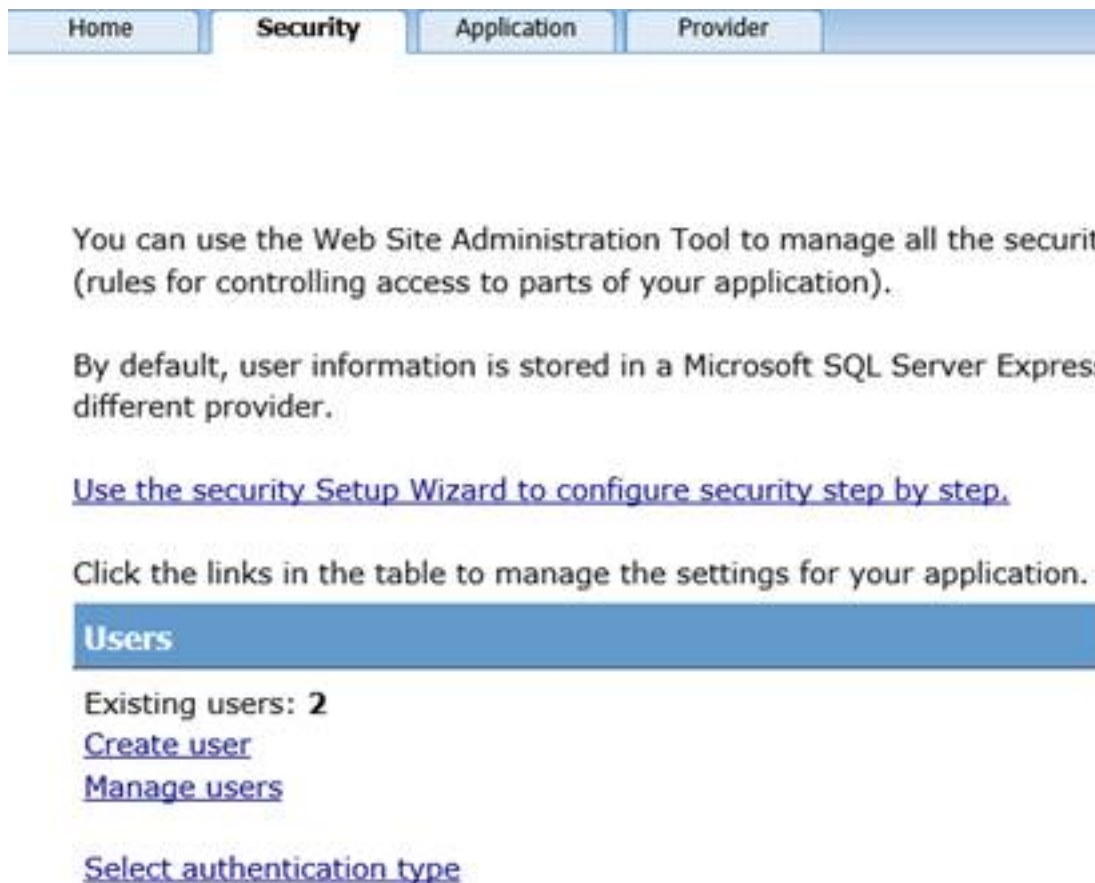 Home Security Application Provider
You can use the Web Site Administration Tool to manage all the securit
(rules for controlling access to parts of your application).
By default, user information is stored in a Microsoft SQL Server Express
different provider.
Use the security Setup Wizard to configure security step by step.
Click the links in the table to manage the settings for your application.
Users
Existing users: 2
Create user
Manage users
Select authentication type